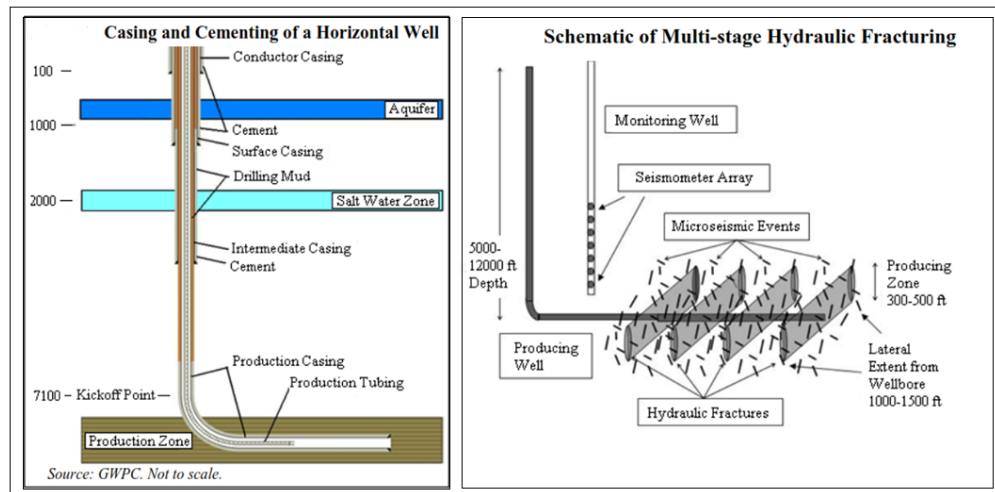 Casing and Cementing of a Horizontal Well
Conductor Casing
100
Aquifer
1000
Cement
Surface Casing
Drilling Mud
2000
Salt Water Zone
Intermediate Casing
Cement
Production Casing
Production Tubing
7100
Kickoff Point
Production Zone
Source: GWPC. Not to scale.
Schematic of Multi-stage Hydraulic Fracturing
Monitoring Well
Seismometer Array
Microseismic Events
5000-
12000 ft
Depth
Producing
Zone
300-500 ft
Producing
Well
Lateral
Extent from
Wellbore
1000-1500 ft
Hydraulic Fractures